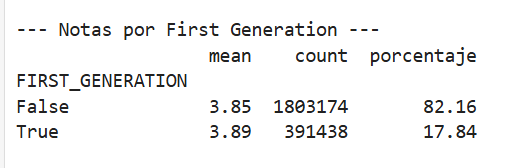 --- Notas por First Generation ---
mean count porcentaje
FIRST_GENERATION
False 3.85 1803174 82.16
True 3.89 391438 17.84